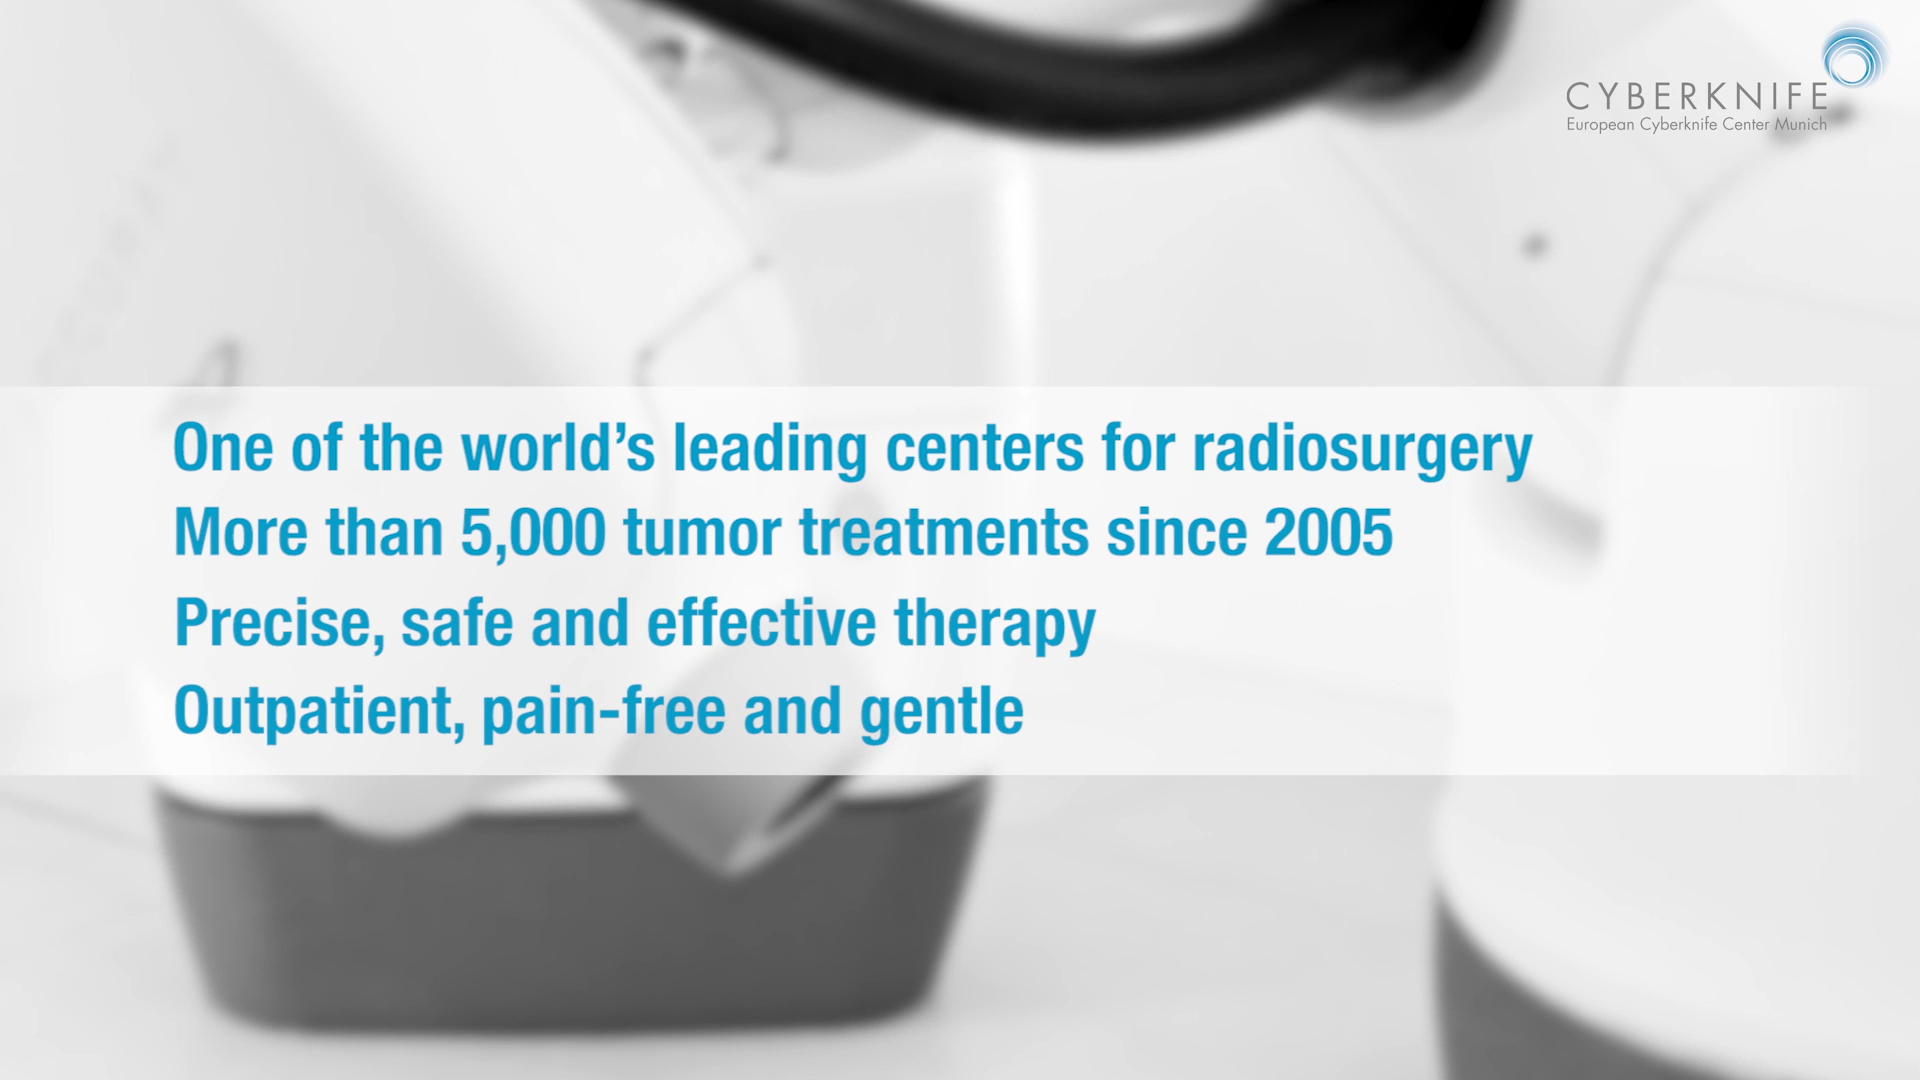 CYBERKNIFE
European Cyberknife Center Munich
One of the world’s leading centers for radiosurgery
More than 5,000 tumor treatments since 2005
Precise, safe and effective therapy
Outpatient, pain-free and gentle